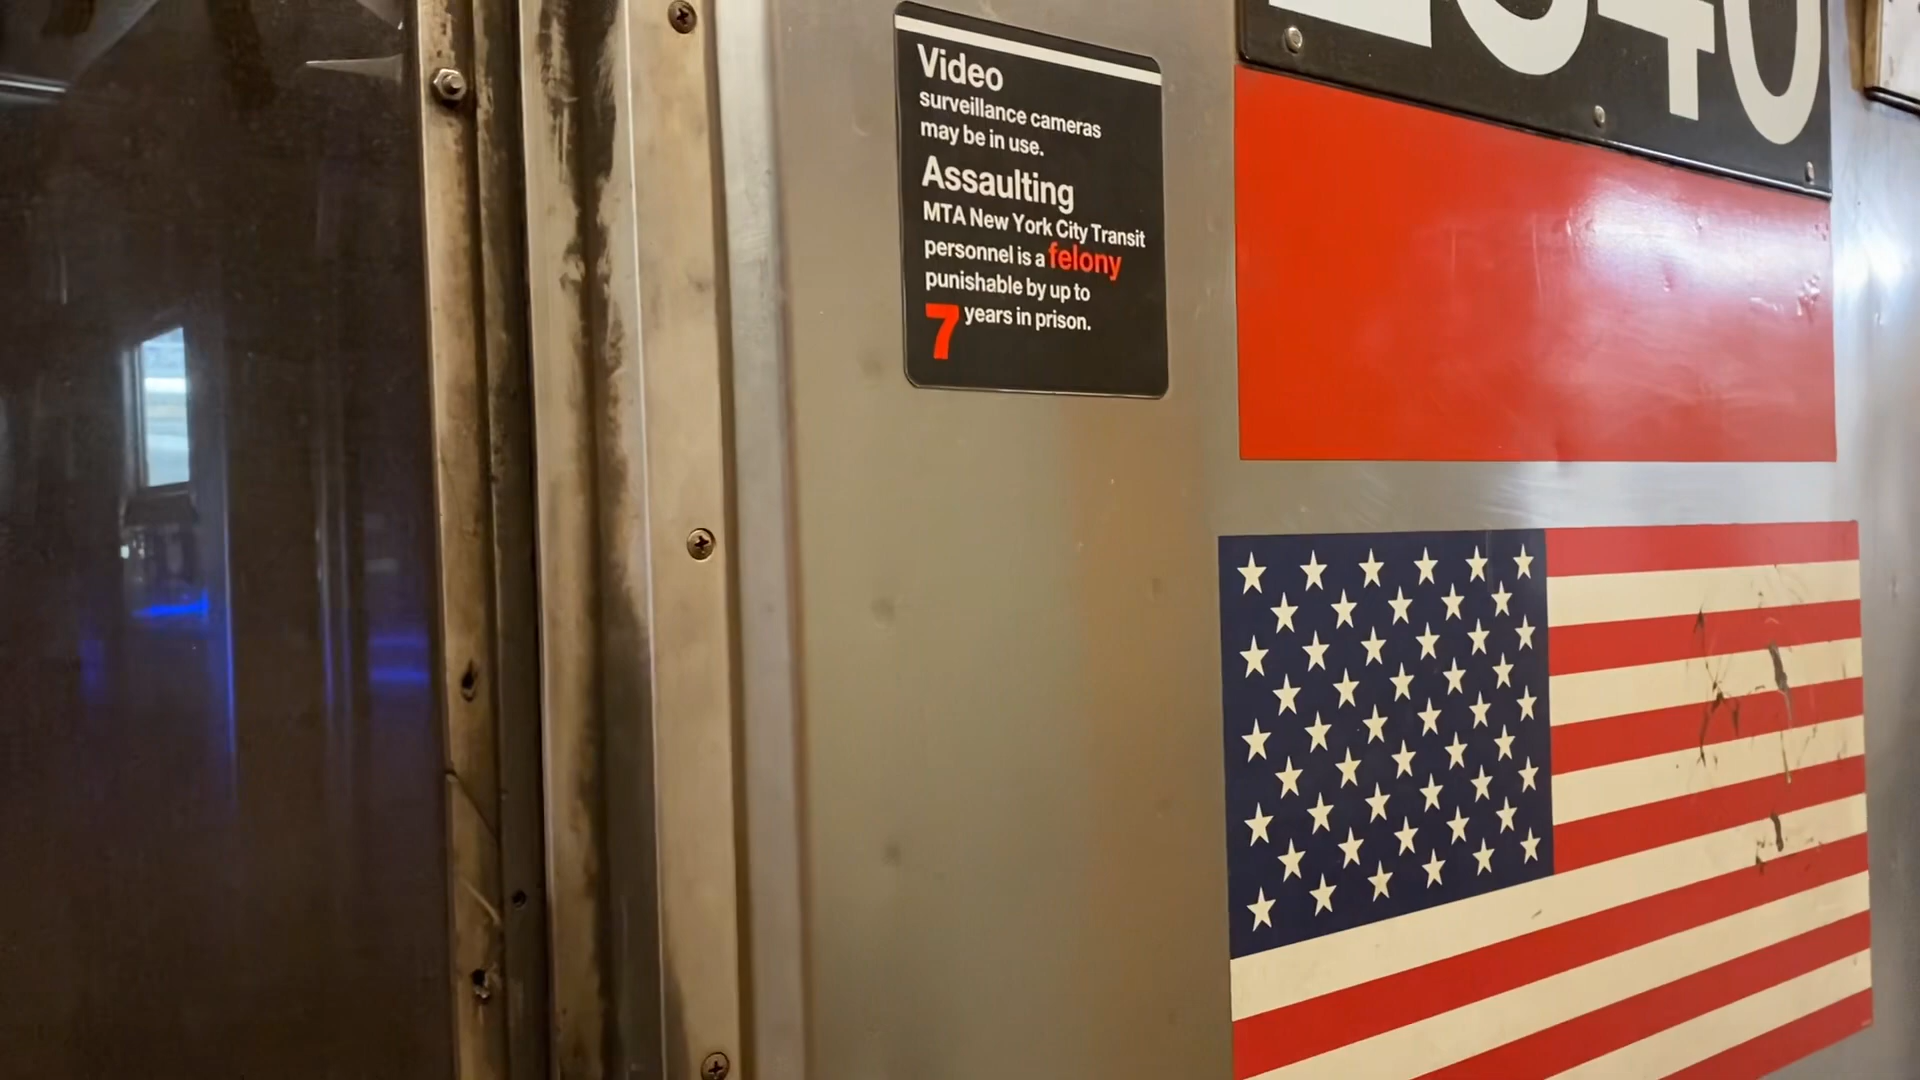 Video
surveillance cameras
may be in use.
Assaulting
MTA New York City Transit
personnel is a felony
punishable by up to
7 years in prison.